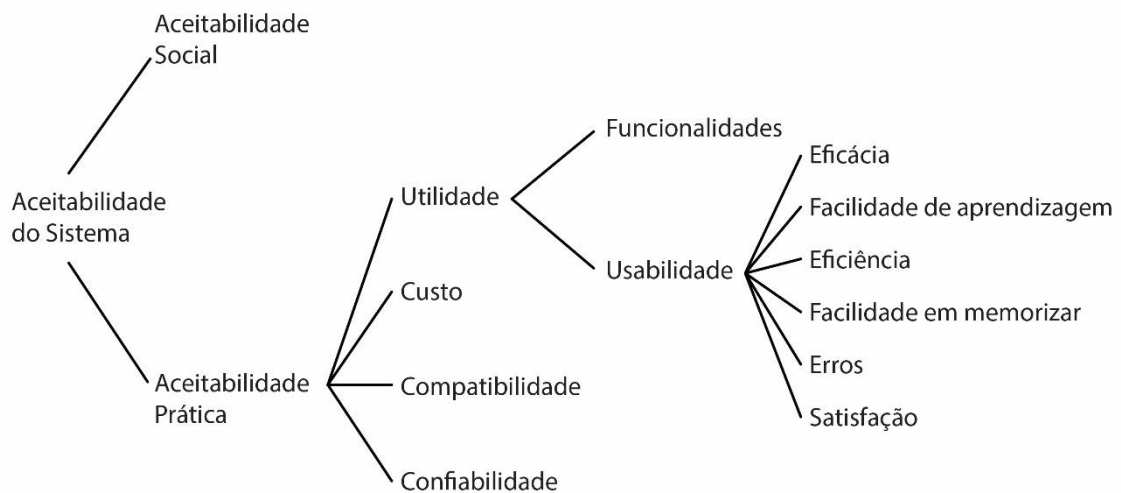 Aceitabilidade
Social
Aceitabilidade
do Sistema
Aceitabilidade
Prática
Utilidade
Custo
Compatibilidade
Confiabilidade
Funcionalidades
Usabilidade
Eficácia
Facilidade de aprendizagem
Eficiência
Facilidade em memorizar
Erros
Satisfação